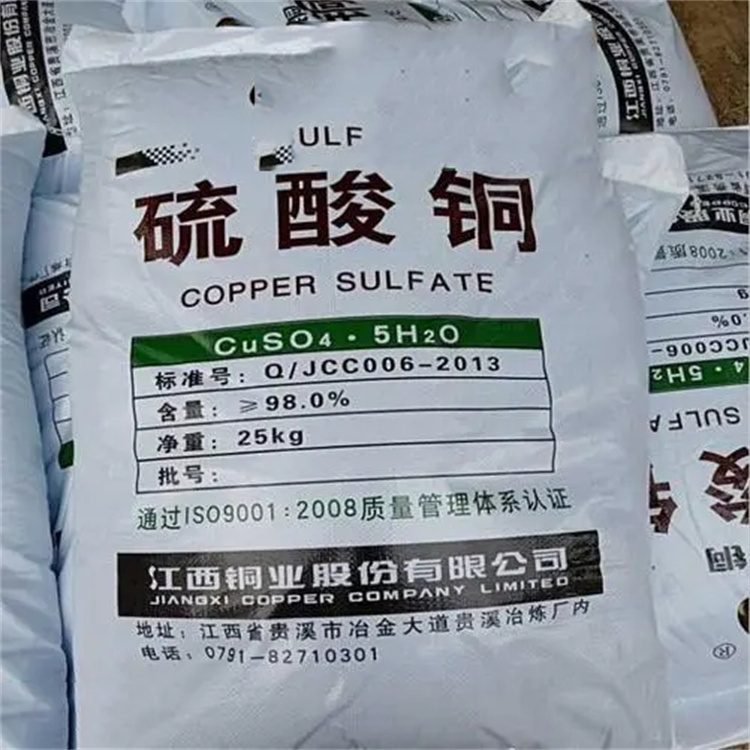 ULF
硫酸铜
COPPER SULFATE
CuSO4·5H2O
标准号: Q/JCC006-2013
含量: ≥98.0%
净重: 25kg
批号:
通过ISO9001:2008质量管理体系认证
江西铜业股份有限公司
JIANGXI COPPER COMPANY LIMITED
地址: 江西省贵溪市冶金大道贵溪冶炼厂内
电话: 0791-82710301